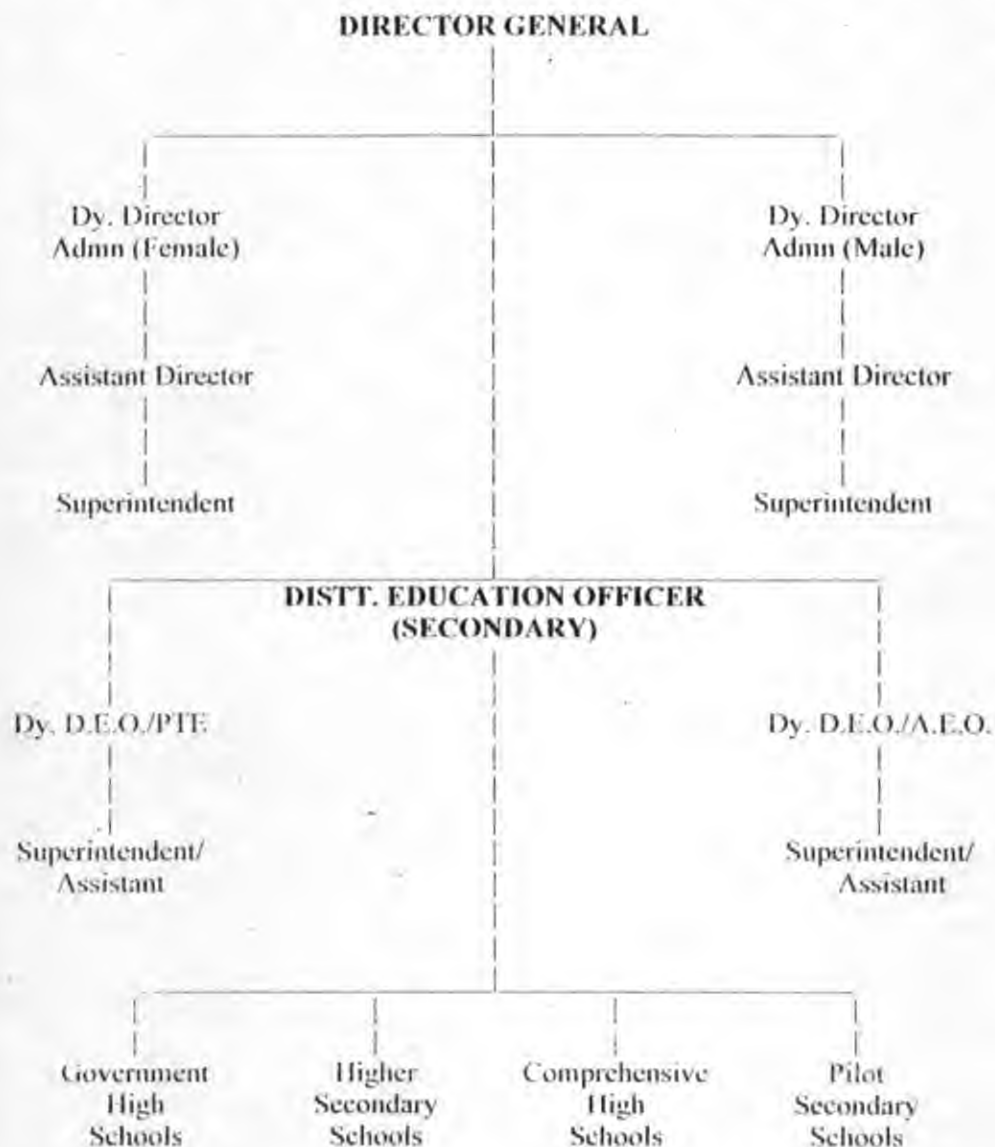 DIRECTOR GENERAL
Dy. Director
Admn (Female)
Dy. Director
Admn (Male)
Assistant Director
Assistant Director
Superintendent
Superintendent
DISTT. EDUCATION OFFICER
(SECONDARY)
Dy. D.E.O./PTE
Dy. D.E.O./A.E.O.
Superintendent/
Assistant
Superintendent/
Assistant
Government
High
Schools
Higher
Secondary
Schools
Comprehensive
High
Schools
Pilot
Secondary
Schools